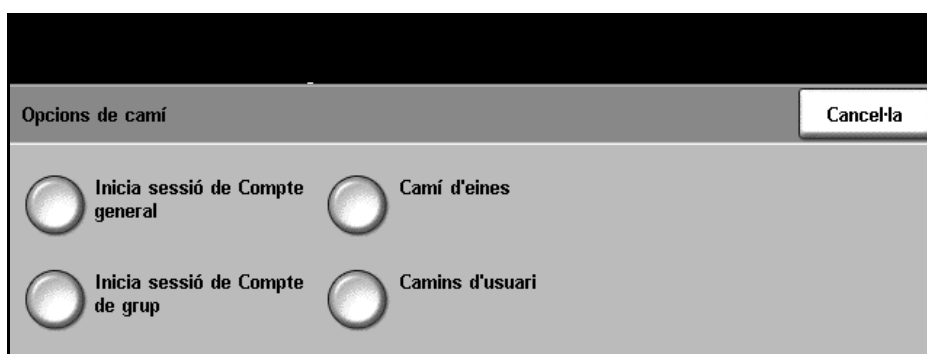 Opcions de camí
Cancel·la
Inicia sessió de Compte
general
Camí d'eines
Inicia sessió de Compte
de grup
Camins d'usuari